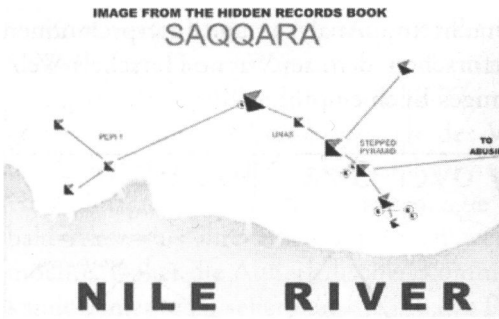 IMAGE FROM THE HIDDEN RECORDS BOOK
SAQQARA
PEPI 1
UNAS
STEPPED
PYRAMID
TO
ABUSIR
NILE RIVER